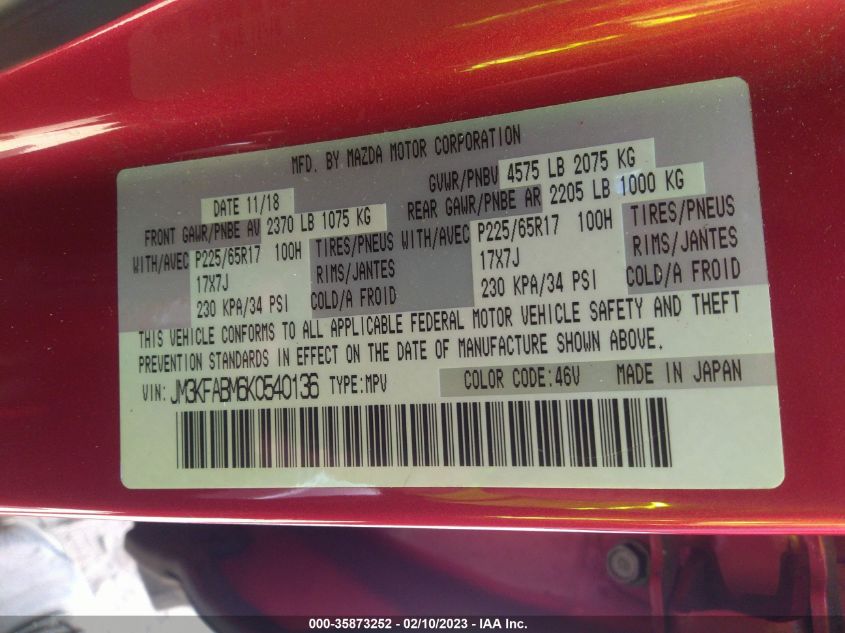 MFD. BY MAZDA MOTOR CORPORATION
DATE 11/18 GVWR/PNBV 4575 LB 2075 KG
FRONT GAWR/PNBE AV 2370 LB 1075 KG REAR GAWR/PNBE AR 2205 LB 1000 KG
WITH/AVEC P225/65R17 100H TIRES/PNEUS WITH/AVEC P225/65R17 100H TIRES/PNEUS
17X7J RIMS/JANTES 17X7J RIMS/JANTES
230 KPA/34 PSI COLD/A FROID 230 KPA/34 PSI COLD/A FROID
THIS VEHICLE CONFORMS TO ALL APPLICABLE FEDERAL MOTOR VEHICLE SAFETY AND THEFT
PREVENTION STANDARDS IN EFFECT ON THE DATE OF MANUFACTURE SHOWN ABOVE.
VIN: JM3KFABM6K0540136 TYPE:MPV COLOR CODE:46V MADE IN JAPAN
000-35873252 - 02/10/2023 - IAA Inc.